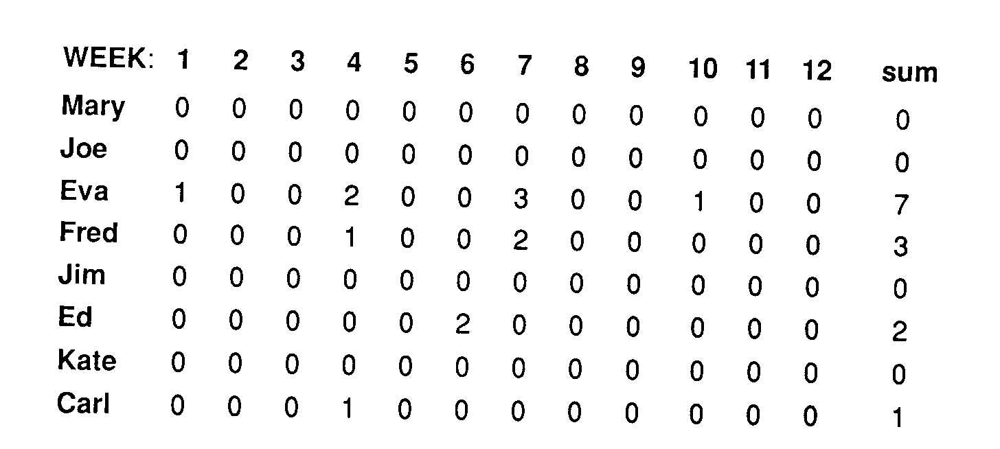 WEEK: 1 2 3 4 5 6 7 8 9 10 11 12 sum
Mary 0 0 0 0 0 0 0 0 0 0 0 0 0
Joe 0 0 0 0 0 0 0 0 0 0 0 0 0
Eva 1 0 0 2 0 0 3 0 0 1 0 0 7
Fred 0 0 0 1 0 0 2 0 0 0 0 0 3
Jim 0 0 0 0 0 0 0 0 0 0 0 0 0
Ed 0 0 0 0 0 2 0 0 0 0 0 0 2
Kate 0 0 0 0 0 0 0 0 0 0 0 0 0
Carl 0 0 0 1 0 0 0 0 0 0 0 0 1